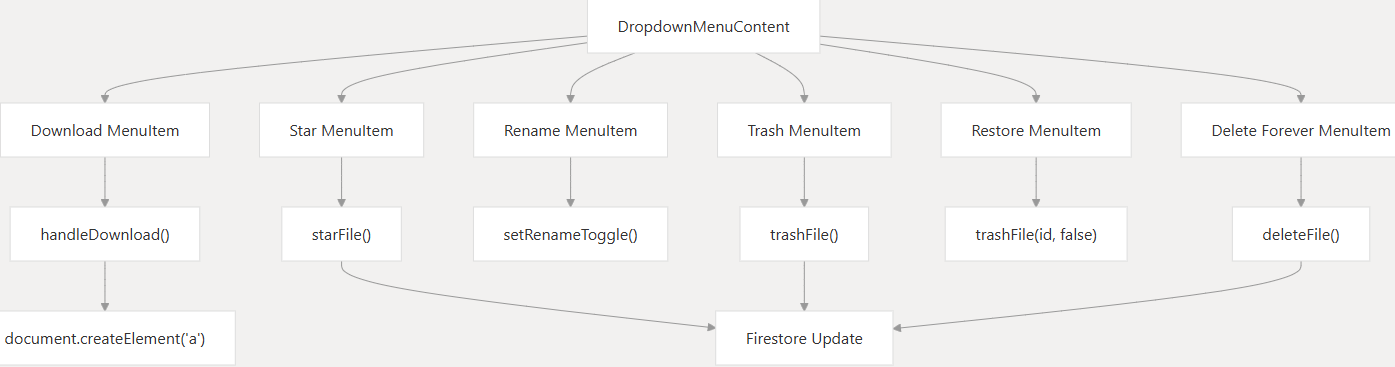 DropdownMenuContent
Download MenuItem
Star MenuItem
Rename MenuItem
Trash MenuItem
Restore MenuItem
Delete Forever MenuItem
handleDownload()
starFile()
setRenameToggle()
trashFile()
trashFile(id, false)
deleteFile()
document.createElement('a')
Firestore Update